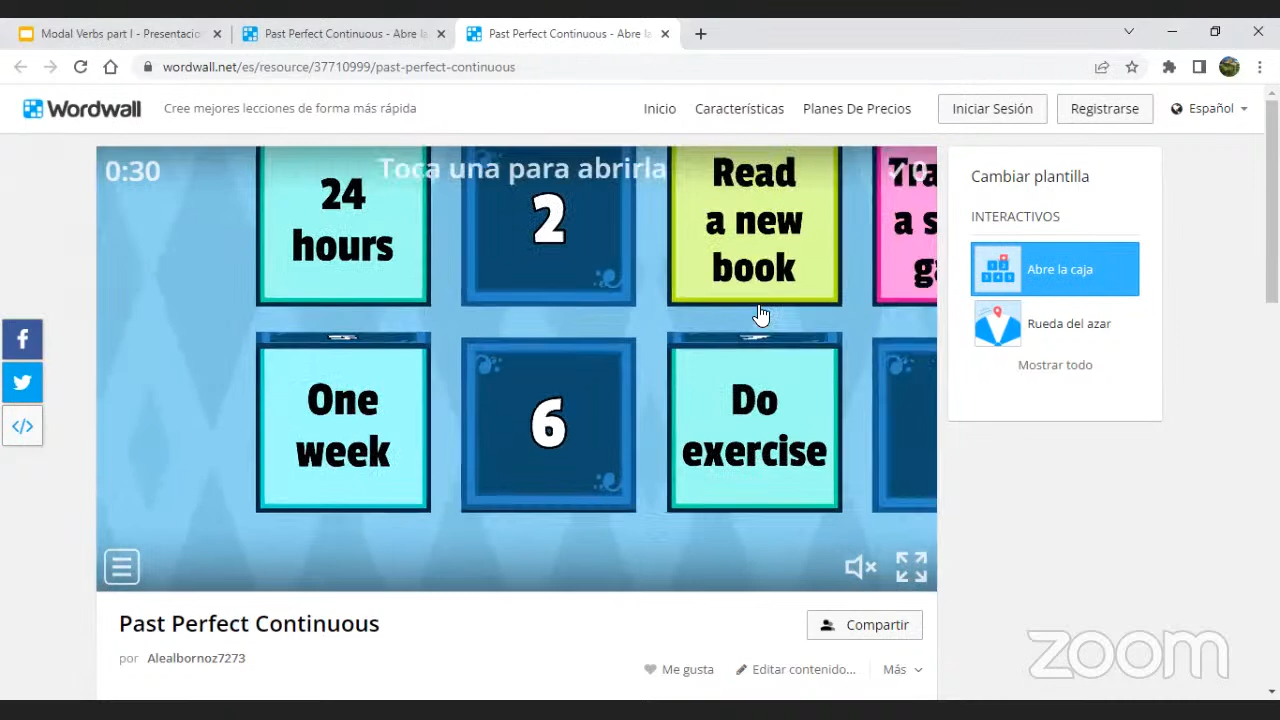 Modal Verbs part I - Presentacio
Past Perfect Continuous - Abre la
Past Perfect Continuous - Abre la
wordwall.net/es/resource/37710999/past-perfect-continuous
Wordwall
Cree mejores lecciones de forma más rápida
Inicio
Características
Planes De Precios
Iniciar Sesión
Registrarse
Español
0:30
Toca una para abrirla
0
24
hours
2
Read
a new
book
Tra
a s
ga
One
week
6
Do
exercise
Cambiar plantilla
INTERACTIVOS
Abre la caja
Rueda del azar
Mostrar todo
Past Perfect Continuous
Compartir
por Alealbornoz7273
Me gusta
Editar contenido...
Más
zoom